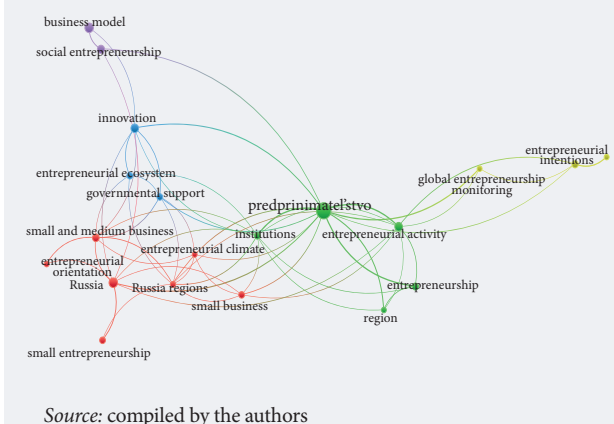 business model
social entrepreneurship
innovation
entrepreneurial
intentions
entrepreneurial ecosystem
global entrepreneurship
monitoring
governmental support
predprinimatel'stvo
small and medium business
institutions
entrepreneurial activity
entrepreneurial climate
entrepreneurial
orientation
Russia
Russia regions
entrepreneurship
small business
region
small entrepreneurship
Source: compiled by the authors